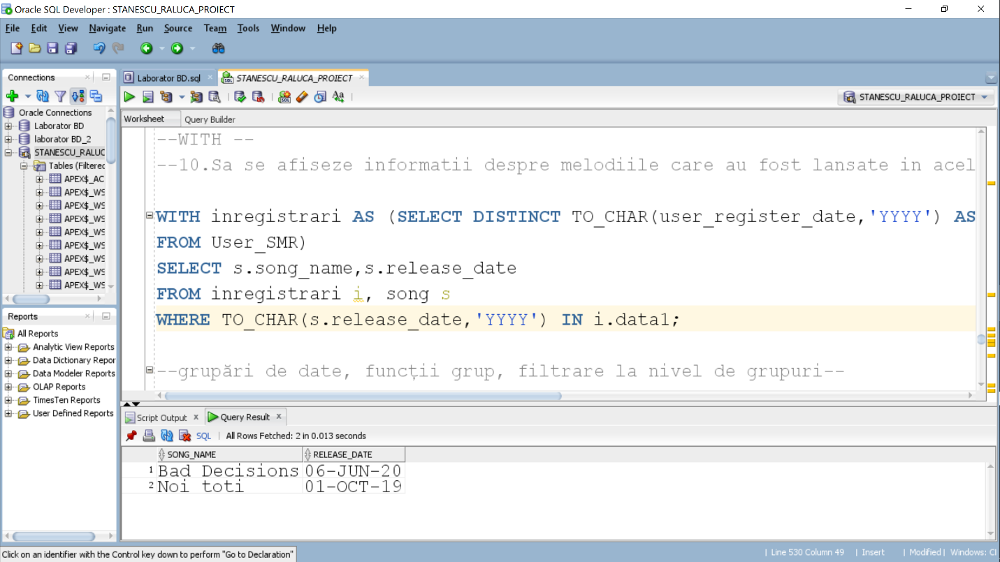 Oracle SQL Developer : STANESCU_RALUCA_PROIECT
File Edit View Navigate Run Source Team Tools Window Help
Connections
Oracle Connections
Laborator BD
laborator BD_2
STANESCU_RALUC
Tables (Filtered
APEX$_AC
APEX$_WS
APEX$_WS
APEX$_WS
APEX$_WS
APEX$_WS
APEX$_WS
APEX$_WS
APEX$_WS
Reports
All Reports
Analytic View Reports
Data Dictionary Repor
Data Modeler Reports
OLAP Reports
TimesTen Reports
User Defined Reports
Laborator BD.sql STANESCU_RALUCA_PROIECT
STANESCU_RALUCA_PROIECT
Worksheet Query Builder
--WITH --
--10.Sa se afiseze informatii despre melodiile care au fost lansate in acel
WITH inregistrari AS (SELECT DISTINCT TO_CHAR(user_register_date,'YYYY') AS
FROM User_SMR)
SELECT s.song_name,s.release_date
FROM inregistrari i, song s
WHERE TO_CHAR(s.release_date,'YYYY') IN i.data1;
--grupări de date, funcții grup, filtrare la nivel de grupuri--
Script Output x Query Result x
SQL | All Rows Fetched: 2 in 0.013 seconds
SONG_NAME RELEASE_DATE
1 Bad Decisions 06-JUN-20
2 Noi toti 01-OCT-19
Click on an identifier with the Control key down to perform "Go to Declaration"
| Line 530 Column 49 | Insert | Modified | Windows: Cl